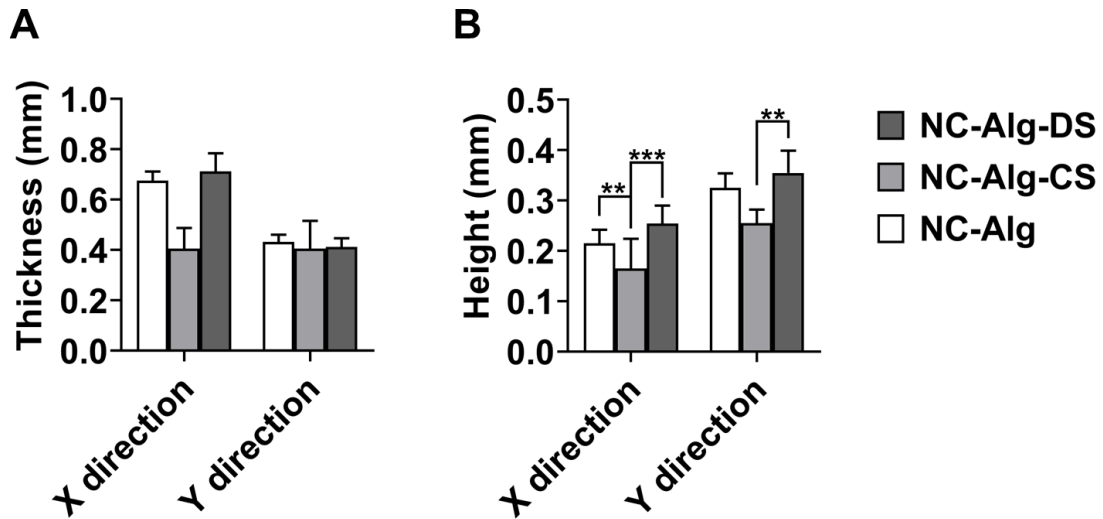 A
Thickness (mm)
1.0
0.8
0.6
0.4
0.2
0.0
X direction
Y direction
B
Height (mm)
0.5
0.4
0.3
0.2
0.1
0.0
**
***
**
X direction
Y direction
NC-Alg-DS
NC-Alg-CS
NC-Alg